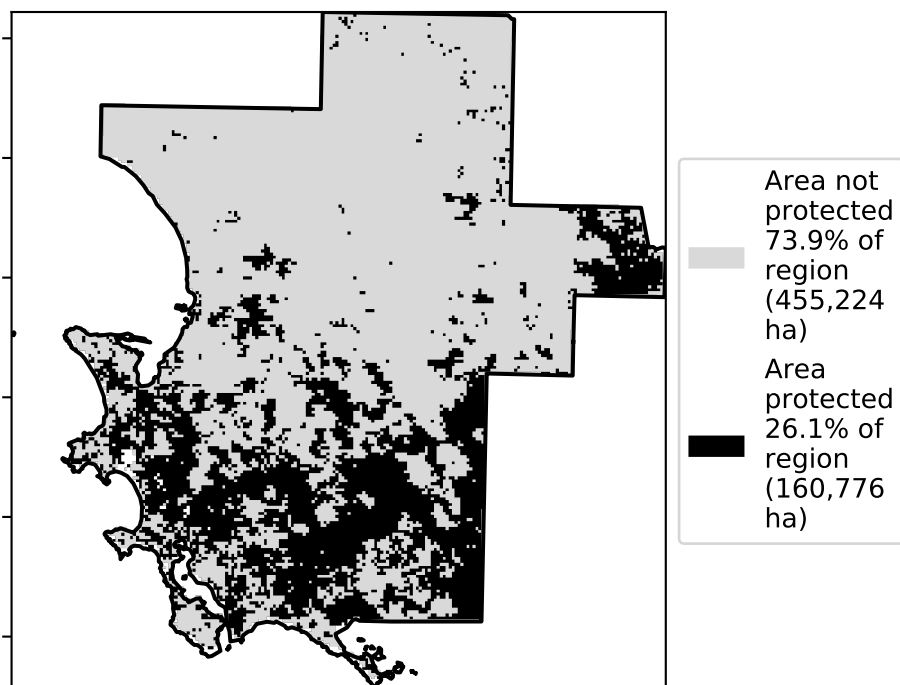 Area not
protected
73.9% of
region
(455,224
ha)
Area
protected
26.1% of
region
(160,776
ha)